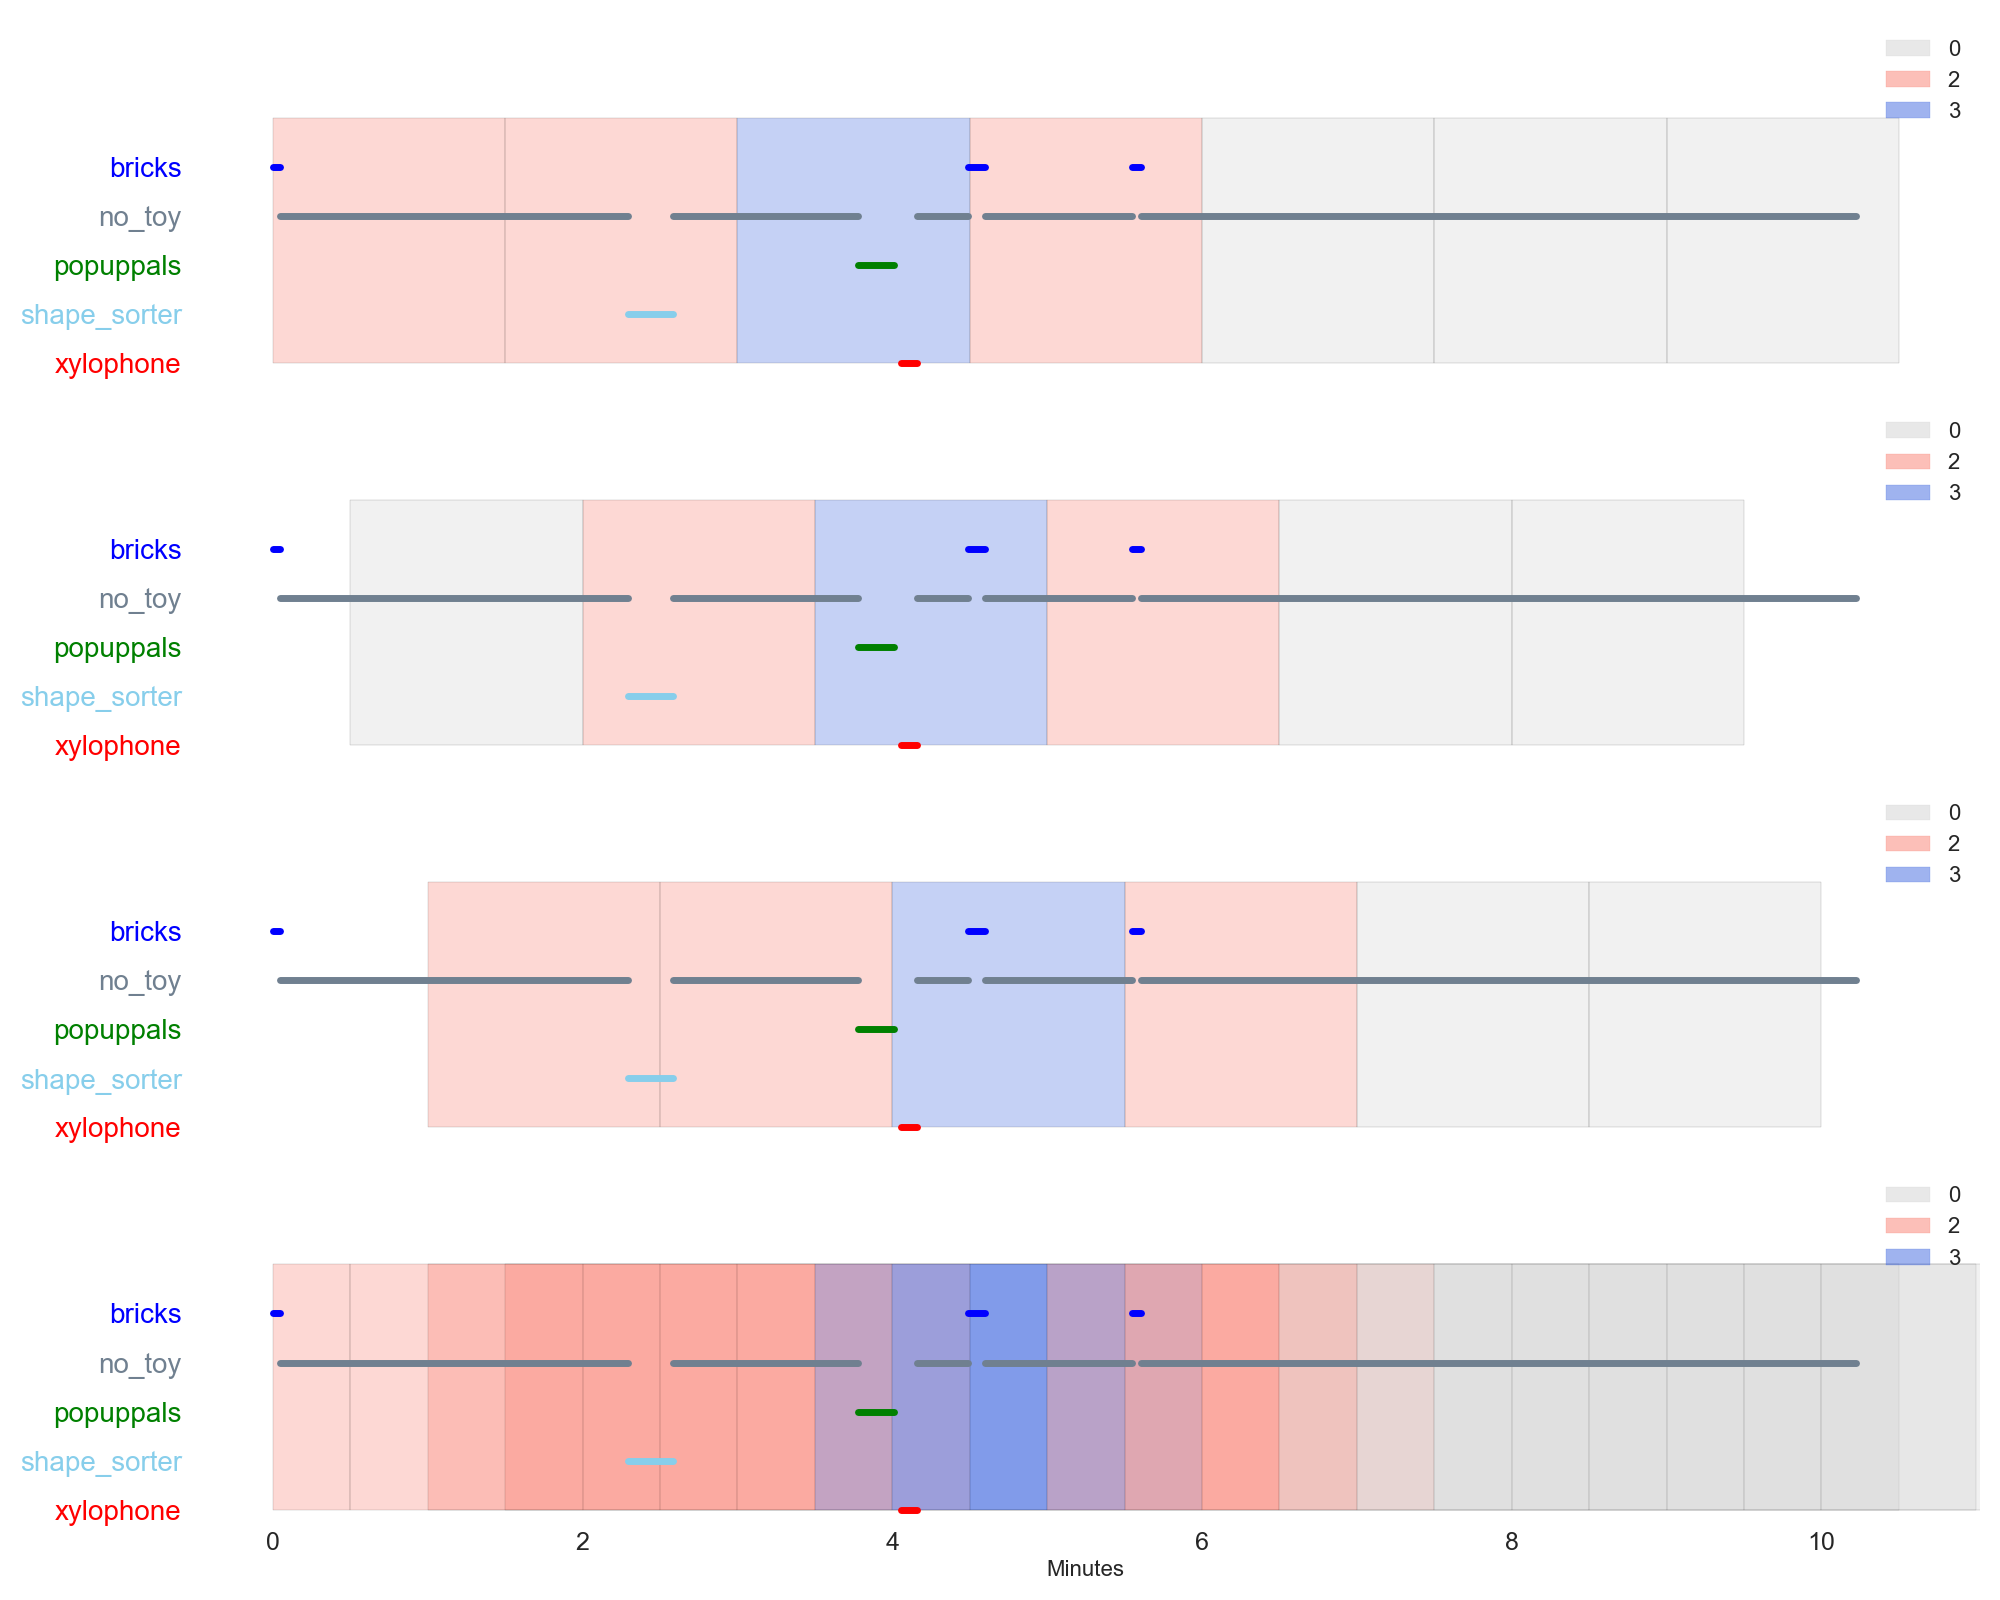 0
2
3
bricks
no_toy
popuppals
shape_sorter
xylophone
0
2
3
bricks
no_toy
popuppals
shape_sorter
xylophone
0
2
3
bricks
no_toy
popuppals
shape_sorter
xylophone
0
2
3
bricks
no_toy
popuppals
shape_sorter
xylophone
0 2 4 6 8 10
Minutes